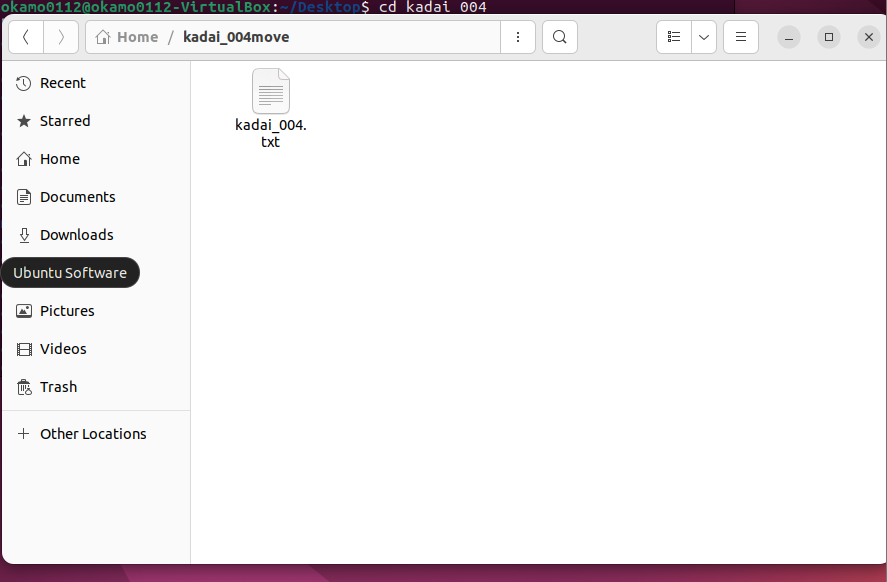 okamo0112@okamo0112-VirtualBox:~/Desktop$ cd kadai_004
Home / kadai_004move
Recent
Starred
Home
Documents
Downloads
Ubuntu Software
Pictures
Videos
Trash
+ Other Locations
kadai_004.
txt